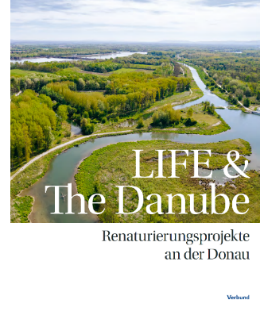 LIFE &
The Danube
Renaturierungsprojekte
an der Donau
Verbund